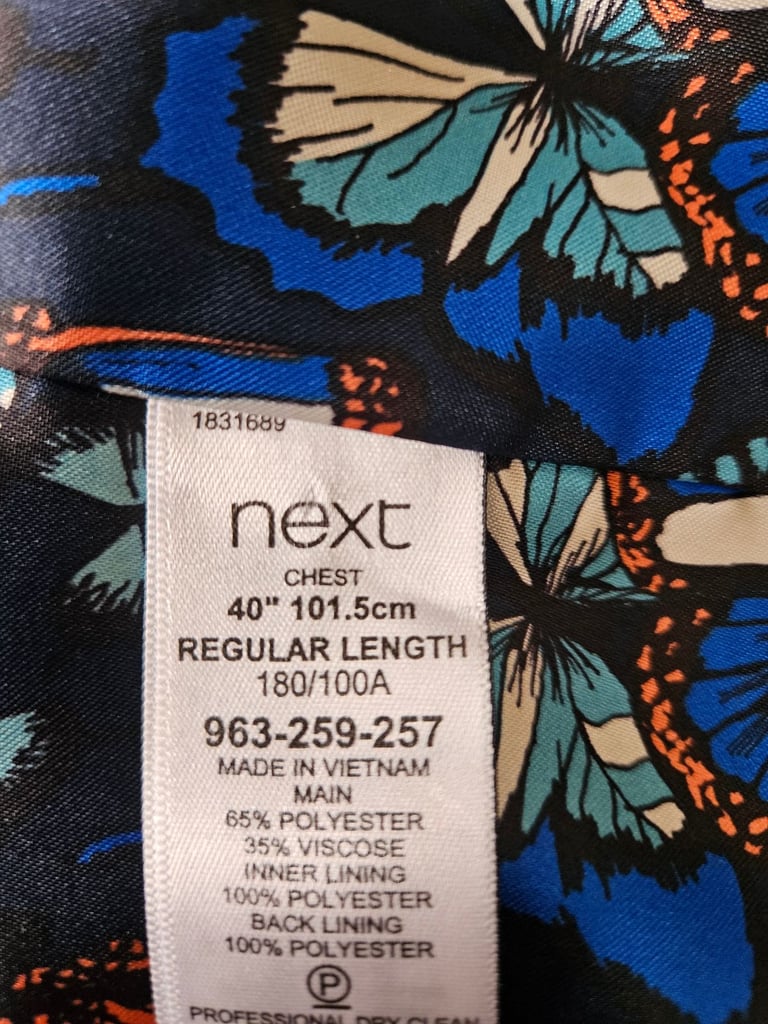 1831689
next
CHEST
40" 101.5cm
REGULAR LENGTH
180/100A
963-259-257
MADE IN VIETNAM
MAIN
65% POLYESTER
35% VISCOSE
INNER LINING
100% POLYESTER
BACK LINING
100% POLYESTER
P
PROFESSIONAL DRY CLEAN